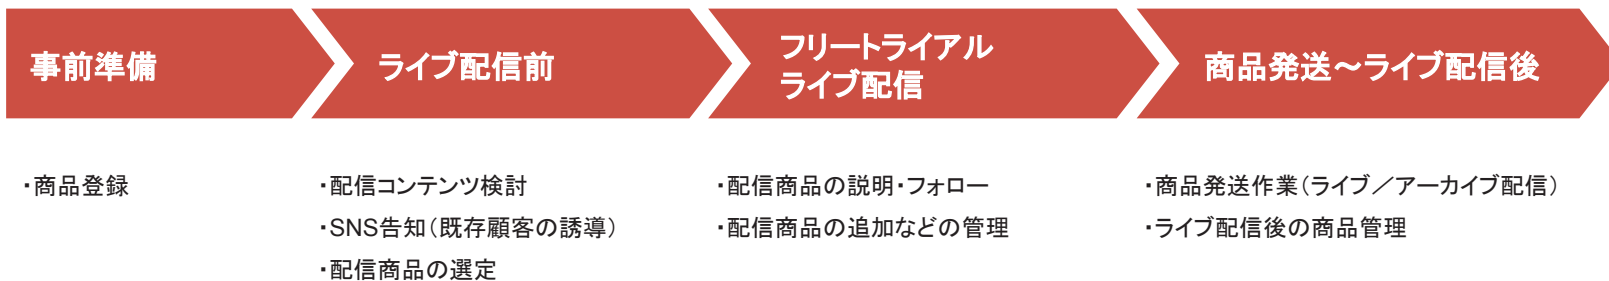 事前準備
ライブ配信前
フリートライアル
ライブ配信
商品発送～ライブ配信後
・商品登録
・配信コンテンツ検討
・SNS告知（既存顧客の誘導）
・配信商品の選定
・配信商品の説明・フォロー
・配信商品の追加などの管理
・商品発送作業（ライブ／アーカイブ配信）
・ライブ配信後の商品管理